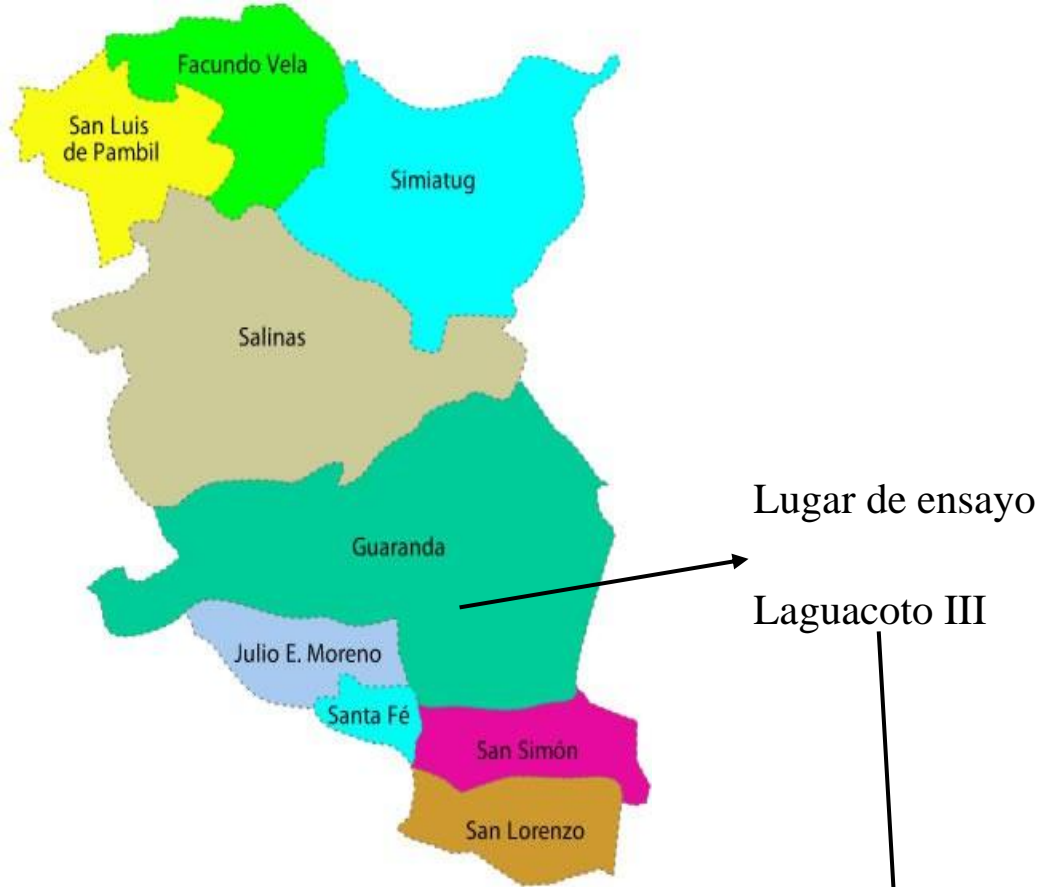 Facundo Vela
San Luis
de Pambil
Simiatug
Salinas
Lugar de ensayo
Guaranda
Laguacoto III
Julio E. Moreno
Santa Fé
San Simón
San Lorenzo